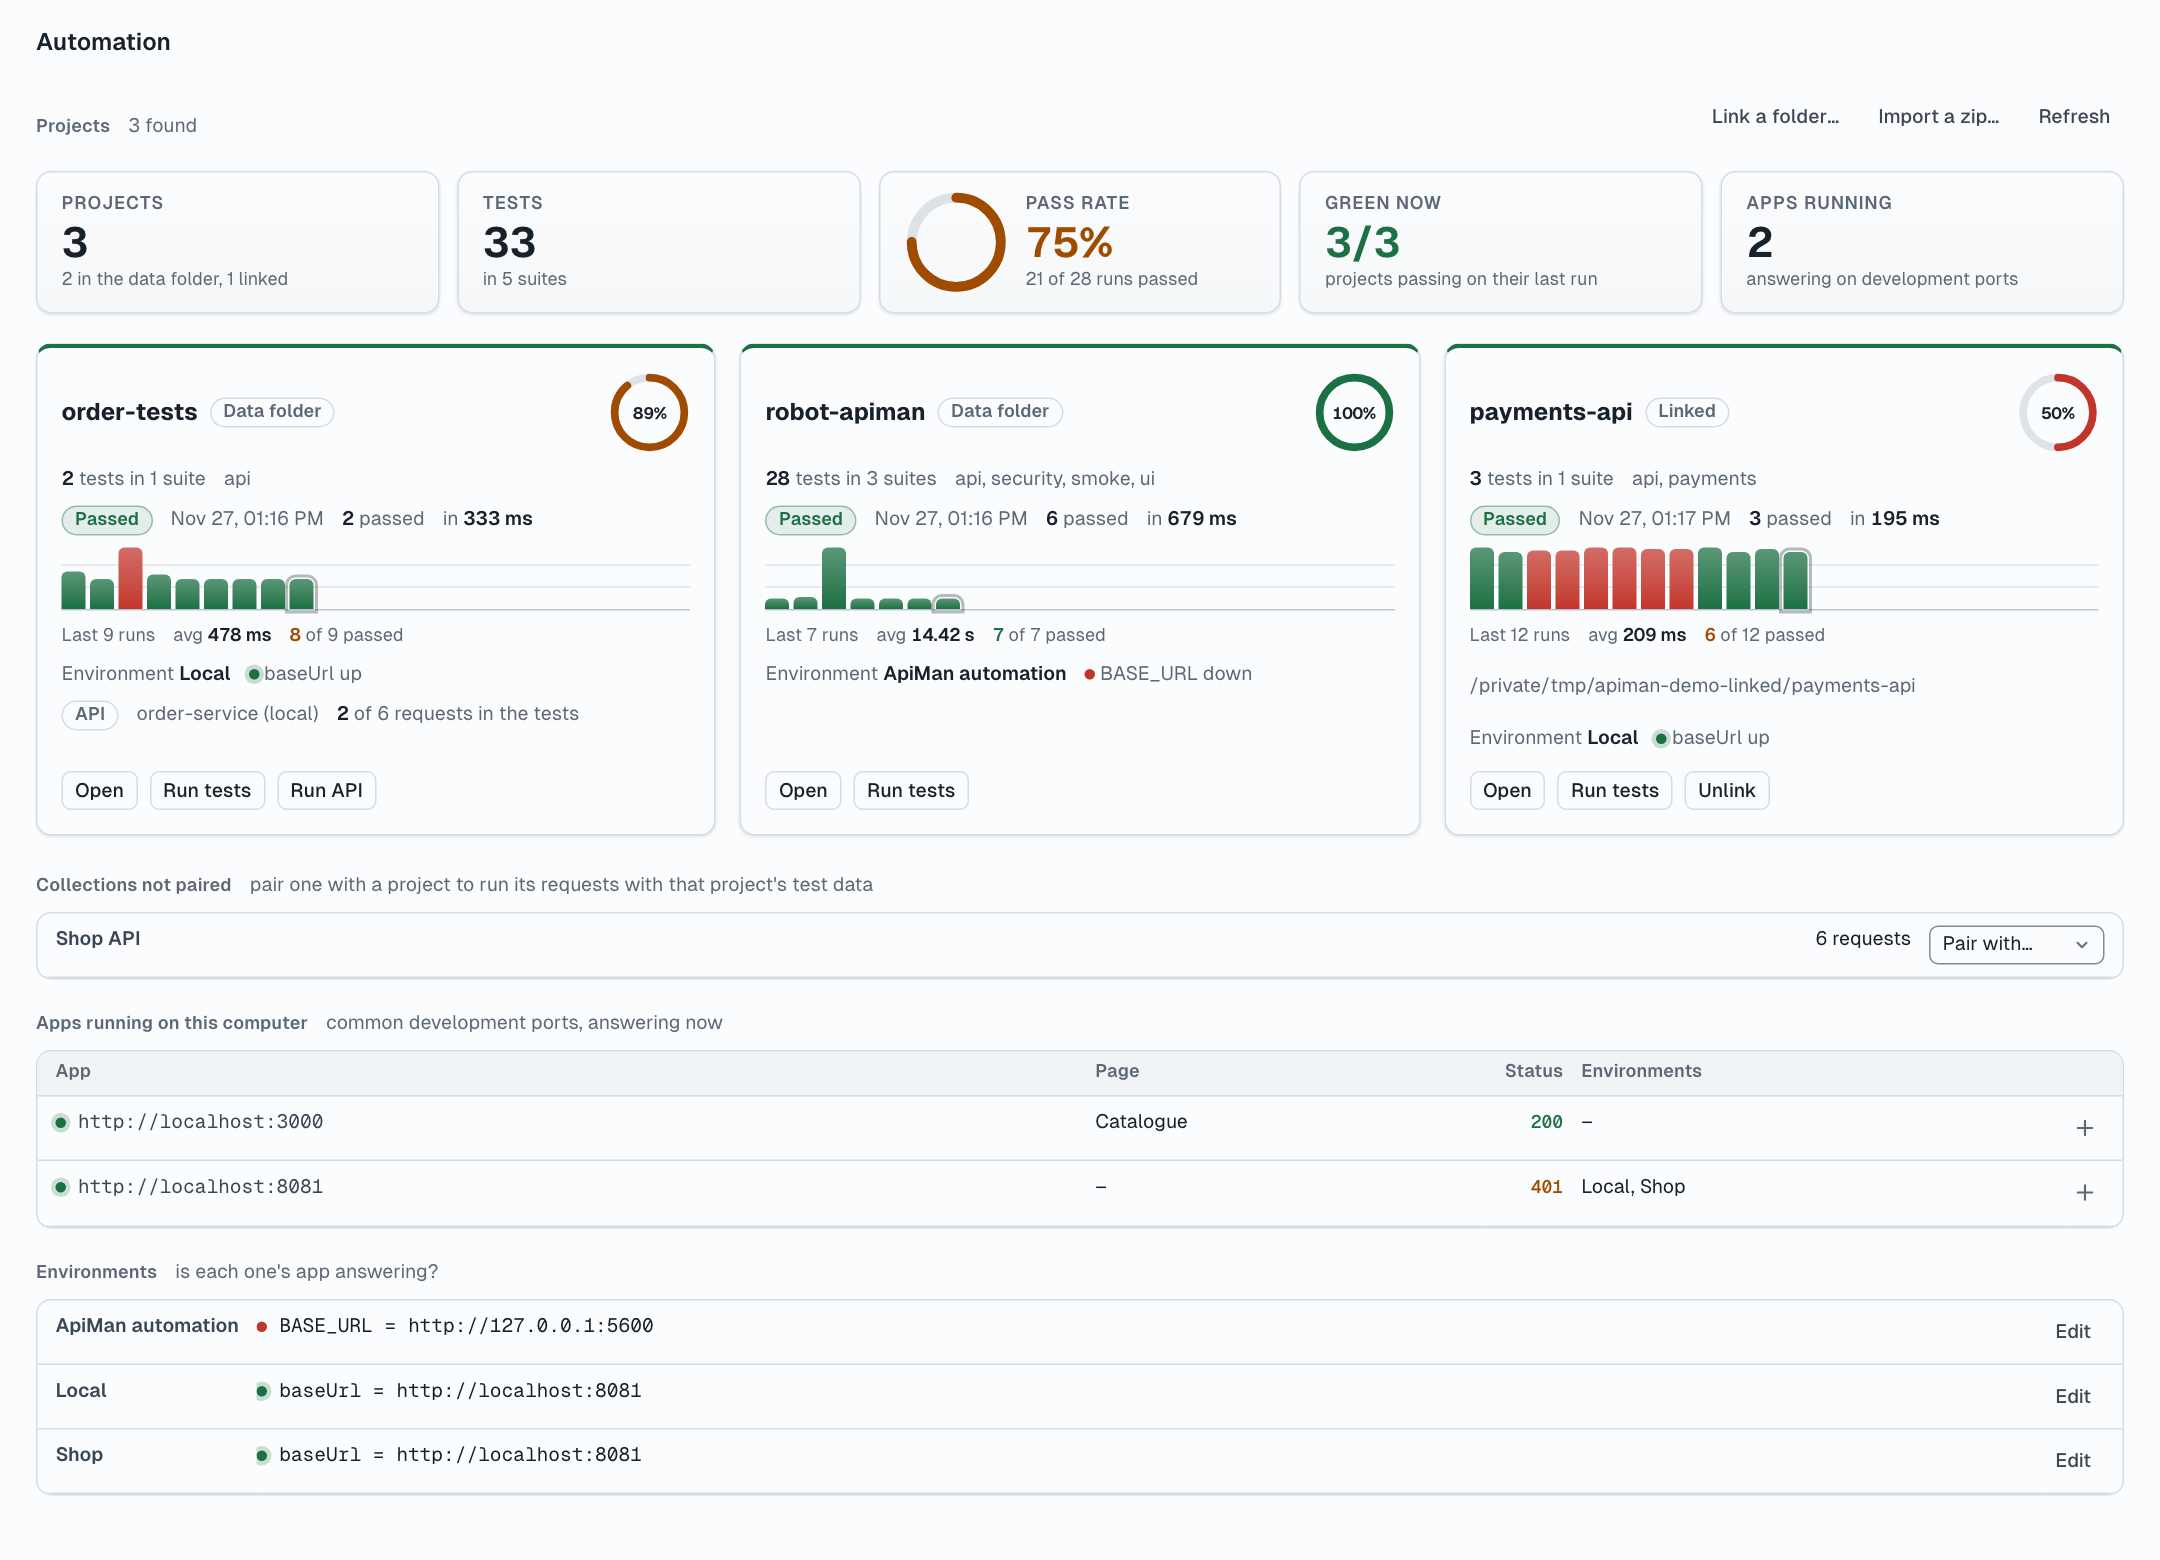 Automation
Projects 3 found
Link a folder... Import a zip... Refresh
PROJECTS
3
2 in the data folder, 1 linked
TESTS
33
in 5 suites
PASS RATE
75%
21 of 28 runs passed
GREEN NOW
3/3
projects passing on their last run
APPS RUNNING
2
answering on development ports
order-tests Data folder 89%
2 tests in 1 suite api
Passed Nov 27, 01:16 PM 2 passed in 333 ms
Last 9 runs avg 478 ms 8 of 9 passed
Environment Local baseUrl up
API order-service (local) 2 of 6 requests in the tests
Open Run tests Run API
robot-apiman Data folder 100%
28 tests in 3 suites api, security, smoke, ui
Passed Nov 27, 01:16 PM 6 passed in 679 ms
Last 7 runs avg 14.42 s 7 of 7 passed
Environment ApiMan automation BASE_URL down
Open Run tests
payments-api Linked 50%
3 tests in 1 suite api, payments
Passed Nov 27, 01:17 PM 3 passed in 195 ms
Last 12 runs avg 209 ms 6 of 12 passed
/private/tmp/apiman-demo-linked/payments-api
Environment Local baseUrl up
Open Run tests Unlink
Collections not paired pair one with a project to run its requests with that project's test data
Shop API 6 requests Pair with...
Apps running on this computer common development ports, answering now
App Page Status Environments
http://localhost:3000 Catalogue 200 – +
http://localhost:8081 – 401 Local, Shop +
Environments is each one's app answering?
ApiMan automation BASE_URL = http://127.0.0.1:5600 Edit
Local baseUrl = http://localhost:8081 Edit
Shop baseUrl = http://localhost:8081 Edit